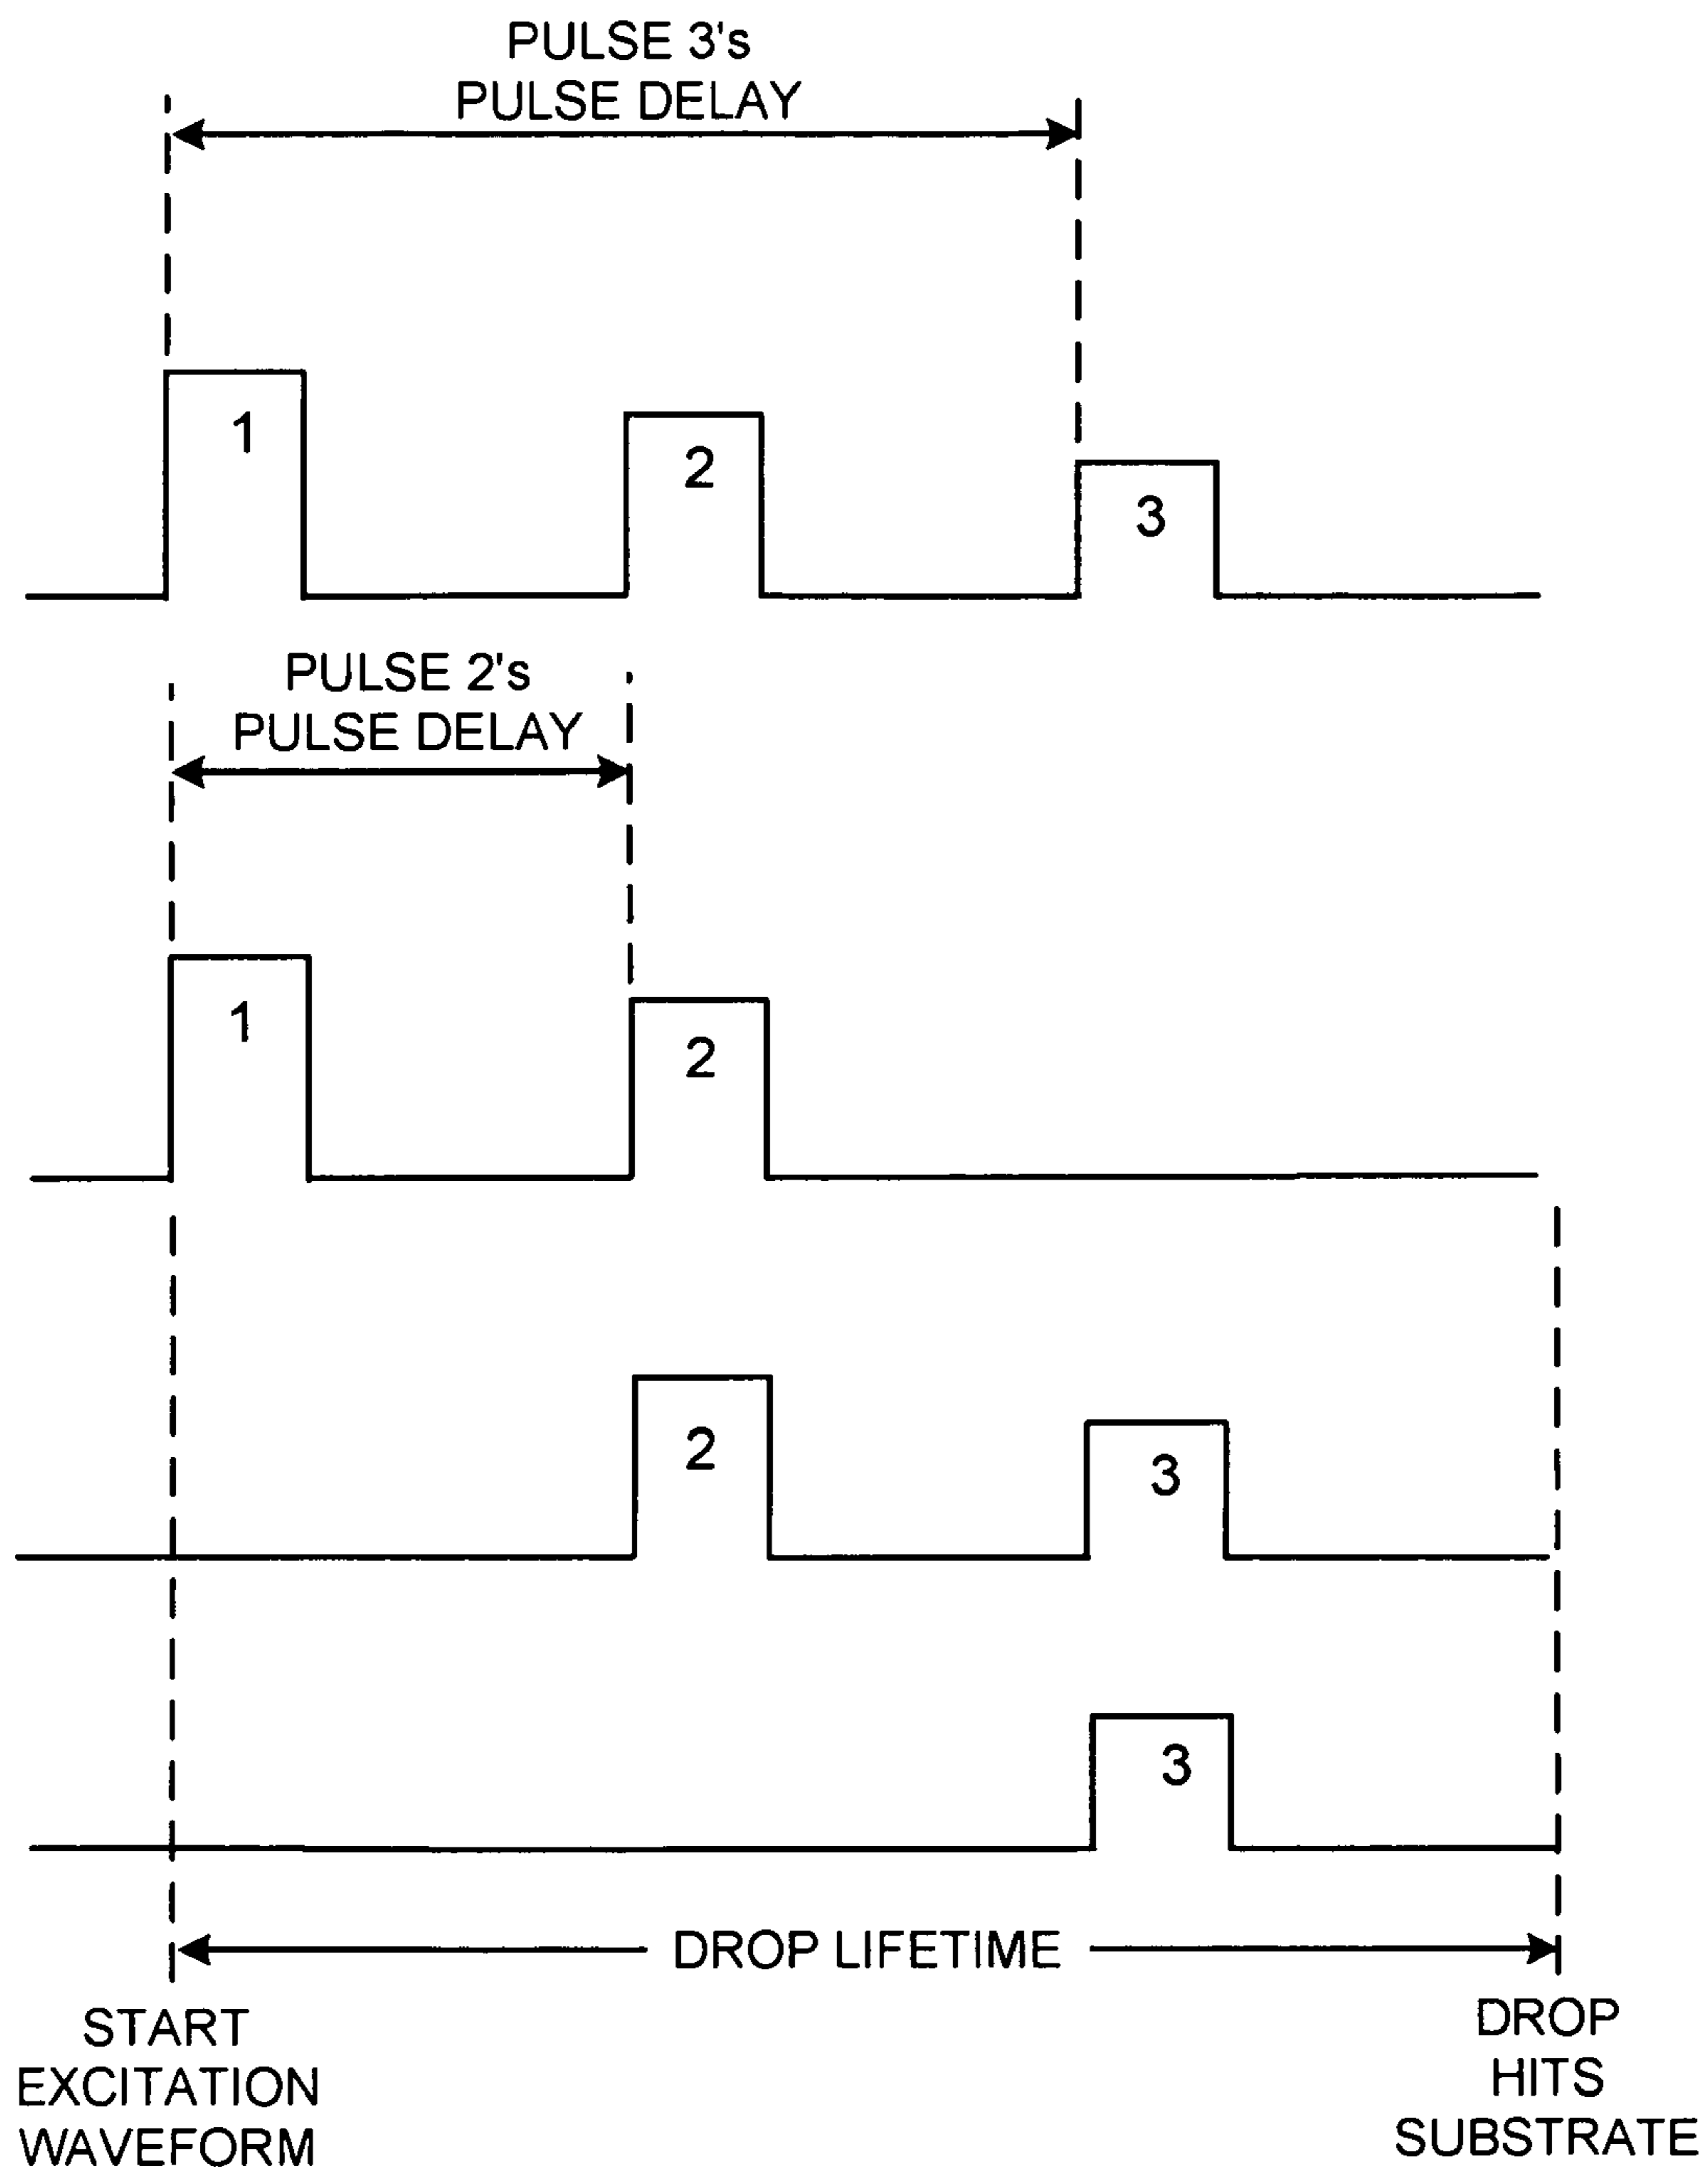 PULSE 3's
PULSE DELAY
1
2
3
PULSE 2's
PULSE DELAY
1
2
2
3
3
DROP LIFETIME
START
EXCITATION
WAVEFORM
DROP
HITS
SUBSTRATE